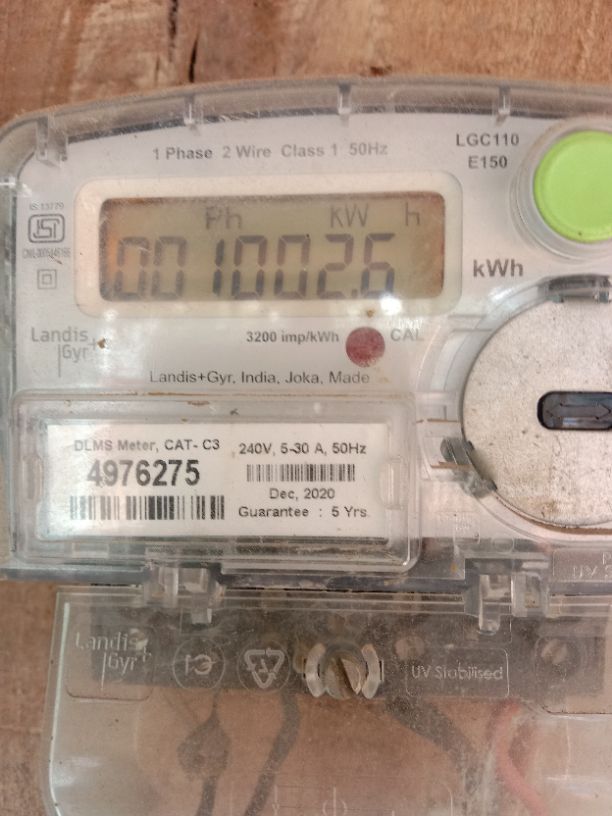 LGC110
E150
1 Phase 2 Wire Class 1 50Hz
IS:13779
Ph kW h
001002.6
kWh
3200 imp/kWh CAL
Landis+
Gyr
Landis+Gyr, India, Joka, Made
DLMS Meter, CAT- C3
4976275
240V, 5-30 A, 50Hz
Dec, 2020
Guarantee : 5 Yrs.
Landis
Gyr+
UV Stabilised